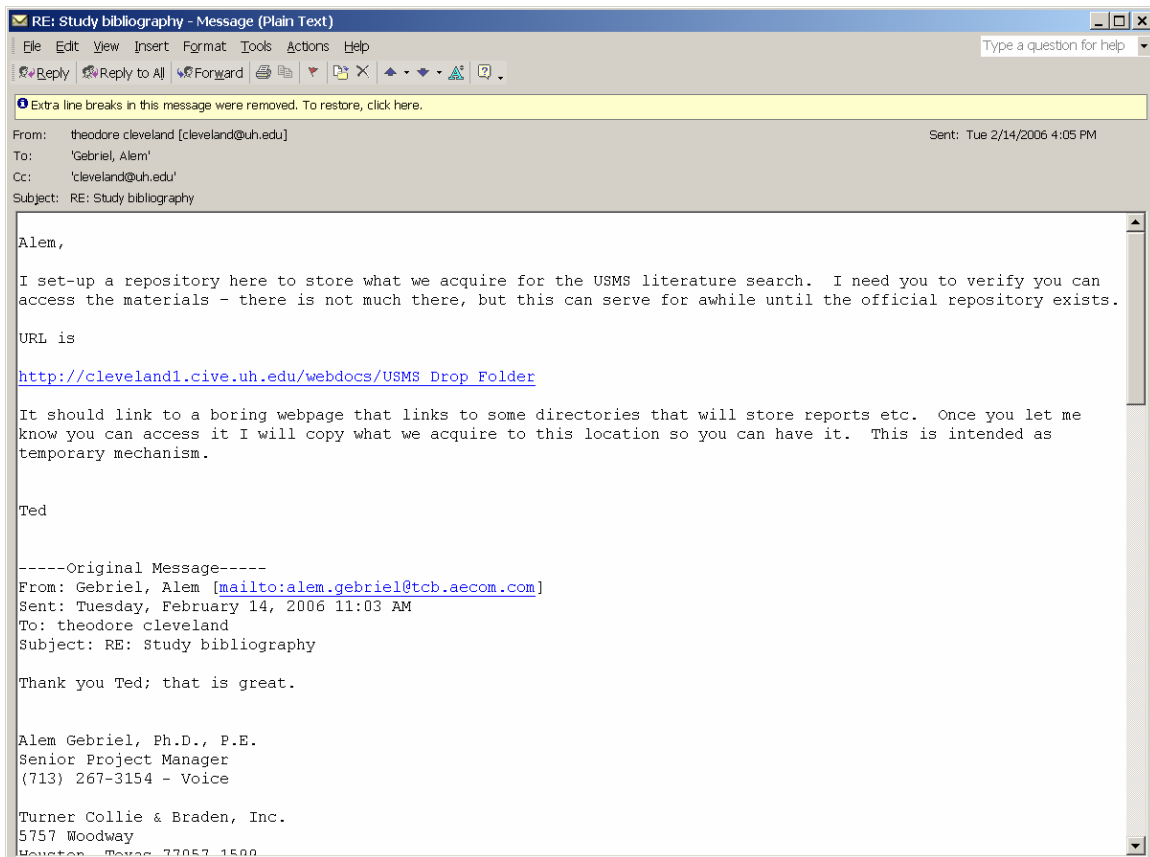 RE: Study bibliography - Message (Plain Text)
File Edit View Insert Format Tools Actions Help
Type a question for help
Reply Reply to All Forward
Extra line breaks in this message were removed. To restore, click here.
From: theodore cleveland [cleveland@uh.edu]
Sent: Tue 2/14/2006 4:05 PM
To: 'Gebriel, Alem'
Cc: 'cleveland@uh.edu'
Subject: RE: Study bibliography
Alem,
I set-up a repository here to store what we acquire for the USMS literature search. I need you to verify you can
access the materials – there is not much there, but this can serve for awhile until the official repository exists.
URL is
http://cleveland1.cive.uh.edu/webdocs/USMS Drop Folder
It should link to a boring webpage that links to some directories that will store reports etc. Once you let me
know you can access it I will copy what we acquire to this location so you can have it. This is intended as
temporary mechanism.
Ted
-----Original Message-----
From: Gebriel, Alem [mailto:alem.gebriel@tcb.aecom.com]
Sent: Tuesday, February 14, 2006 11:03 AM
To: theodore cleveland
Subject: RE: Study bibliography
Thank you Ted; that is great.
Alem Gebriel, Ph.D., P.E.
Senior Project Manager
(713) 267-3154 - Voice
Turner Collie & Braden, Inc.
5757 Woodway
Houston, Texas 77057-1599